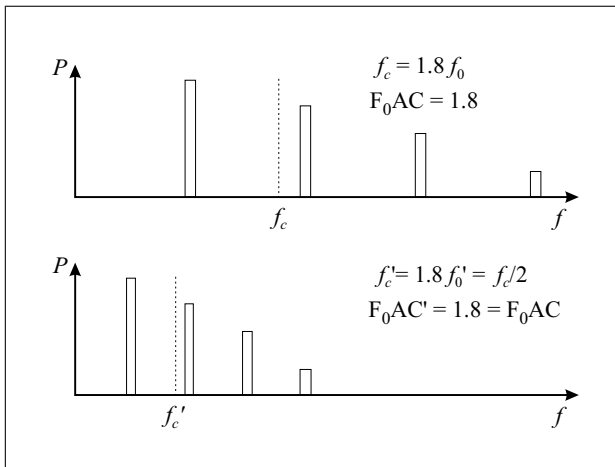 P
f_c = 1.8 f_0
F_0AC = 1.8
f_c
f
P
f_c' = 1.8 f_0' = f_c/2
F_0AC' = 1.8 = F_0AC
f_c'
f